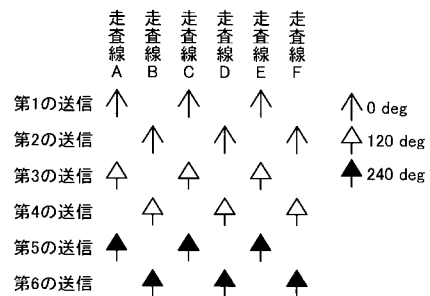 走査線A
走査線B
走査線C
走査線D
走査線E
走査線F
第1の送信
第2の送信
第3の送信
第4の送信
第5の送信
第6の送信
0 deg
120 deg
240 deg